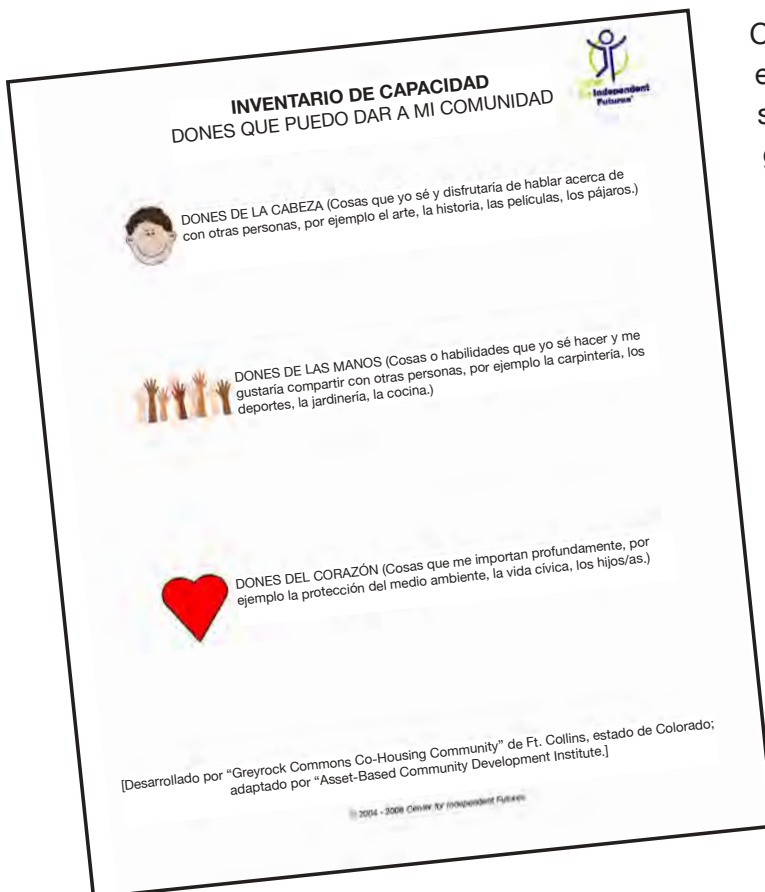 INVENTARIO DE CAPACIDAD
DONES QUE PUEDO DAR A MI COMUNIDAD
Independent
Futures
DONES DE LA CABEZA (Cosas que yo sé y disfrutaría de hablar acerca de
con otras personas, por ejemplo el arte, la historia, las películas, los pájaros.)
DONES DE LAS MANOS (Cosas o habilidades que yo sé hacer y me
gustaría compartir con otras personas, por ejemplo la carpintería, los
deportes, la jardinería, la cocina.)
DONES DEL CORAZÓN (Cosas que me importan profundamente, por
ejemplo la protección del medio ambiente, la vida cívica, los hijos/as.)
[Desarrollado por “Greyrock Commons Co-Housing Community” de Ft. Collins, estado de Colorado;
adaptado por “Asset-Based Community Development Institute.]
© 2004 - 2008 Center for Independent Futures